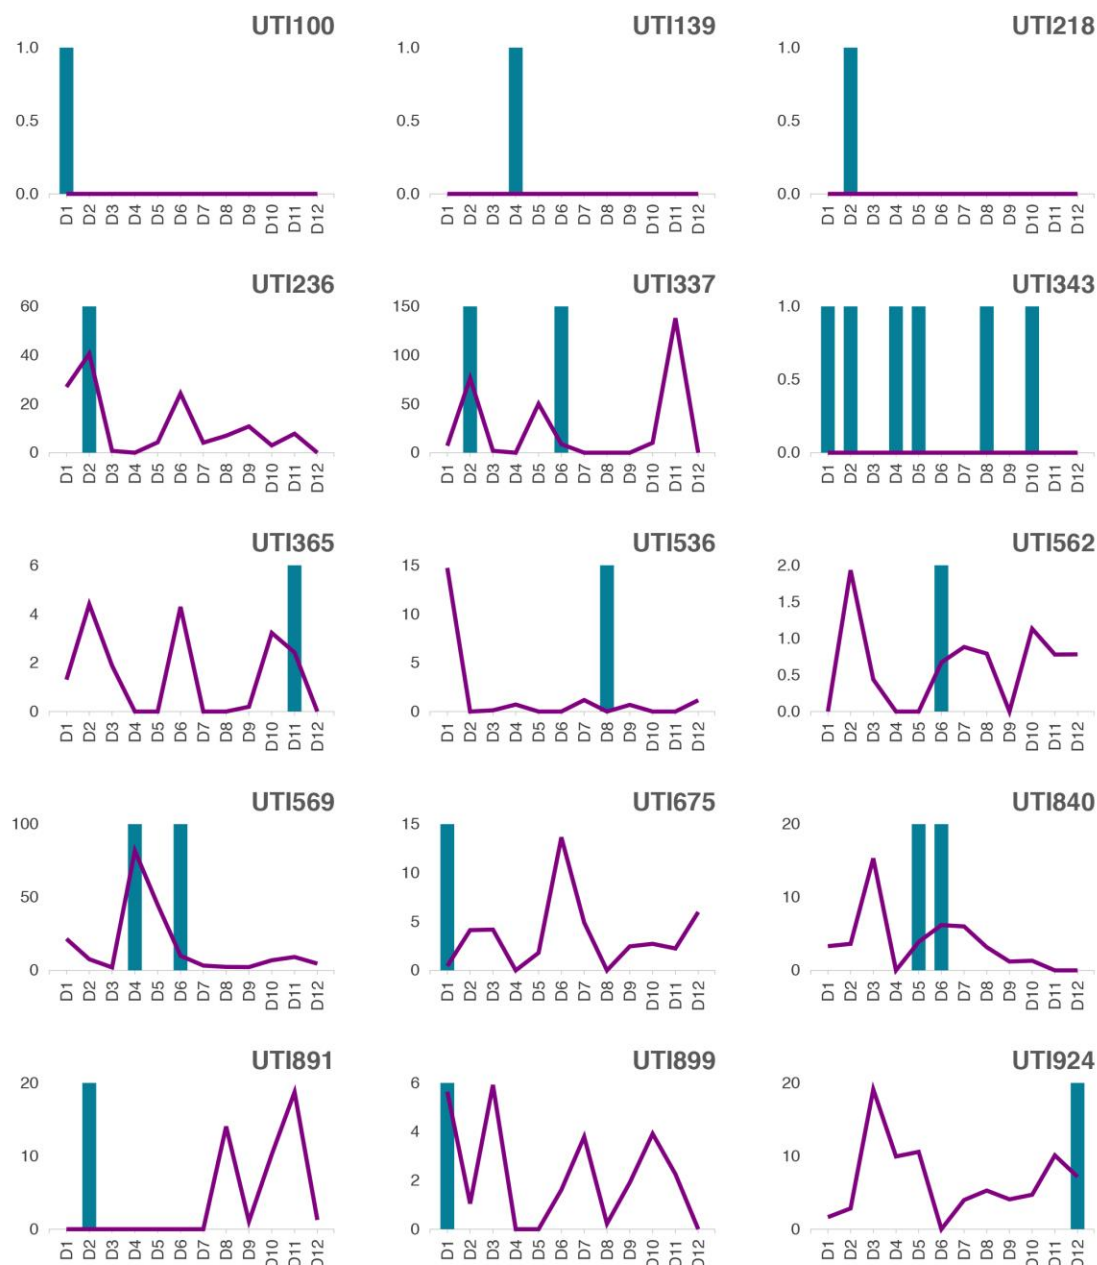 UTI100 UTI139 UTI218
1.0 1.0 1.0
0.5 0.5 0.5
0.0 0.0 0.0
D1 D2 D3 D4 D5 D6 D7 D8 D9 D10 D11 D12 D1 D2 D3 D4 D5 D6 D7 D8 D9 D10 D11 D12 D1 D2 D3 D4 D5 D6 D7 D8 D9 D10 D11 D12
UTI236 UTI337 UTI343
60 150 1.0
40 100
20 50 0.5
0 0 0.0
D1 D2 D3 D4 D5 D6 D7 D8 D9 D10 D11 D12 D1 D2 D3 D4 D5 D6 D7 D8 D9 D10 D11 D12 D1 D2 D3 D4 D5 D6 D7 D8 D9 D10 D11 D12
UTI365 UTI536 UTI562
6 15 2.0
4 10 1.5
2 5 1.0
0.5
0 0 0.0
D1 D2 D3 D4 D5 D6 D7 D8 D9 D10 D11 D12 D1 D2 D3 D4 D5 D6 D7 D8 D9 D10 D11 D12 D1 D2 D3 D4 D5 D6 D7 D8 D9 D10 D11 D12
UTI569 UTI675 UTI840
100 15 20
50 10 10
5
0 0 0
D1 D2 D3 D4 D5 D6 D7 D8 D9 D10 D11 D12 D1 D2 D3 D4 D5 D6 D7 D8 D9 D10 D11 D12 D1 D2 D3 D4 D5 D6 D7 D8 D9 D10 D11 D12
UTI891 UTI899 UTI924
20 6 20
10 4 10
2
0 0 0
D1 D2 D3 D4 D5 D6 D7 D8 D9 D10 D11 D12 D1 D2 D3 D4 D5 D6 D7 D8 D9 D10 D11 D12 D1 D2 D3 D4 D5 D6 D7 D8 D9 D10 D11 D12